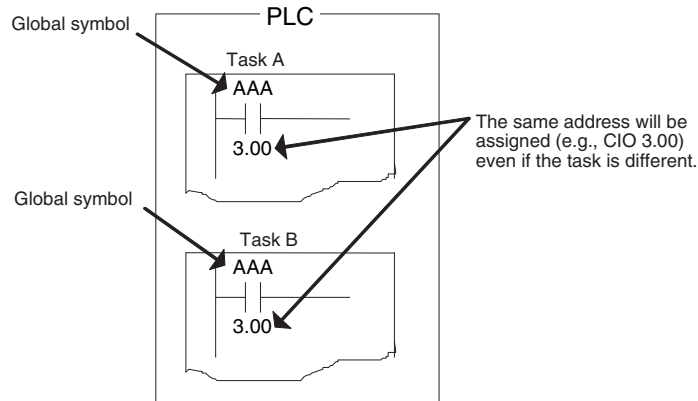 PLC
Global symbol
Task A
AAA
3.00
The same address will be
assigned (e.g., CIO 3.00)
even if the task is different.
Global symbol
Task B
AAA
3.00